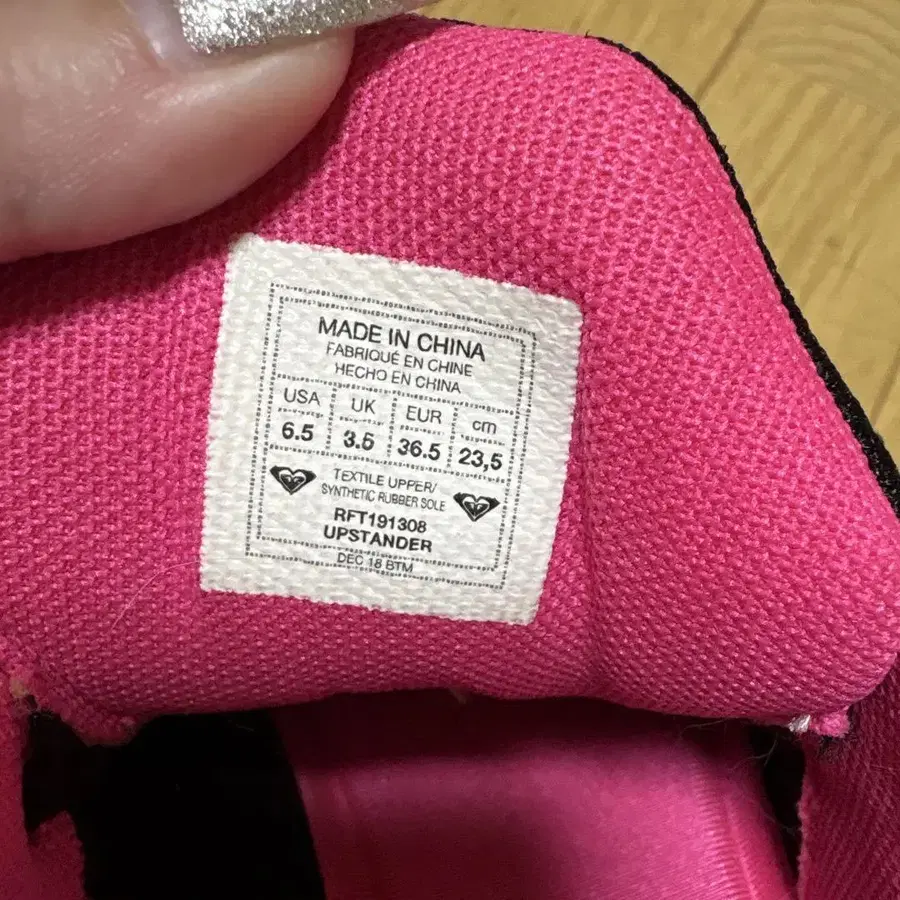 MADE IN CHINA
FABRIQUÉ EN CHINE
HECHO EN CHINA
USA UK EUR cm
6.5 3.5 36.5 23,5
TEXTILE UPPER/
SYNTHETIC RUBBER SOLE
RFT191308
UPSTANDER
DEC 18 BTM